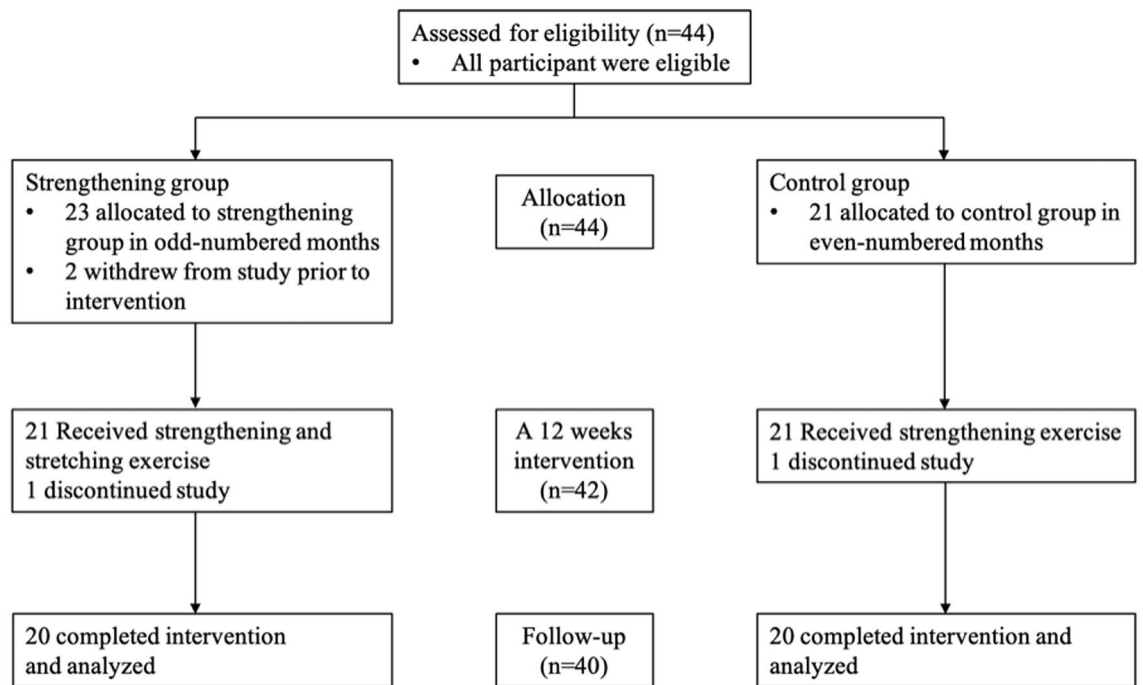 Assessed for eligibility (n=44)
• All participant were eligible
Strengthening group
• 23 allocated to strengthening
group in odd-numbered months
• 2 withdrew from study prior to
intervention
Allocation
(n=44)
Control group
• 21 allocated to control group in
even-numbered months
21 Received strengthening and
stretching exercise
1 discontinued study
A 12 weeks
intervention
(n=42)
21 Received strengthening exercise
1 discontinued study
20 completed intervention
and analyzed
Follow-up
(n=40)
20 completed intervention and
analyzed